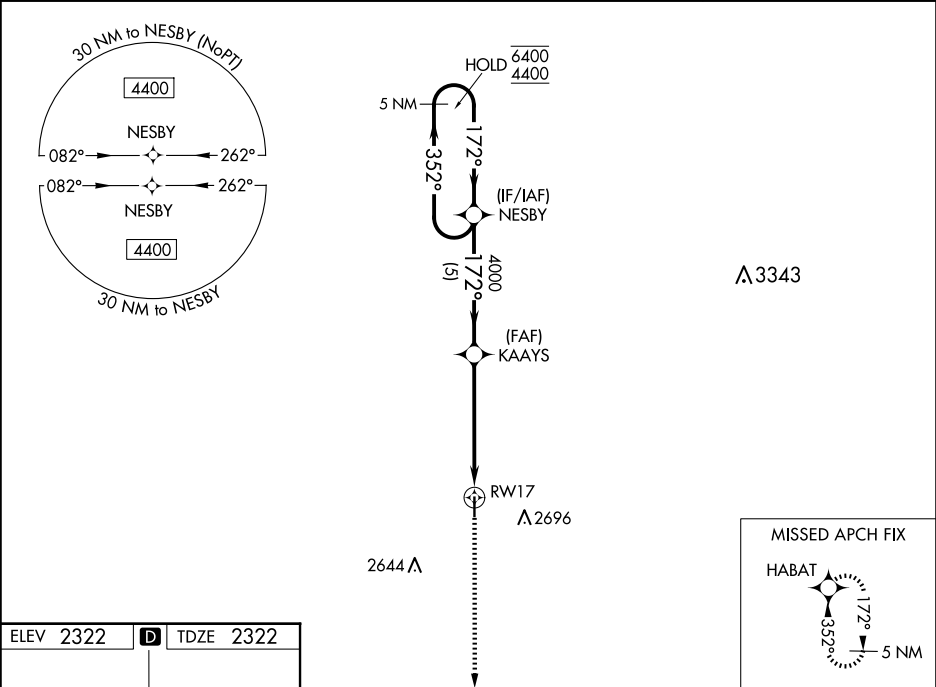 30 NM to NESBY (NoPT)
4400
NESBY
082°
262°
082°
262°
NESBY
4400
30 NM to NESBY
HOLD 6400
4400
5 NM
172°
352°
(IF/IAF)
NESBY
4000
172°
(5)
3343
(FAF)
KAAYS
RW17
2696
2644
MISSED APCH FIX
HABAT
172°
352°
5 NM
ELEV 2322 D TDZE 2322